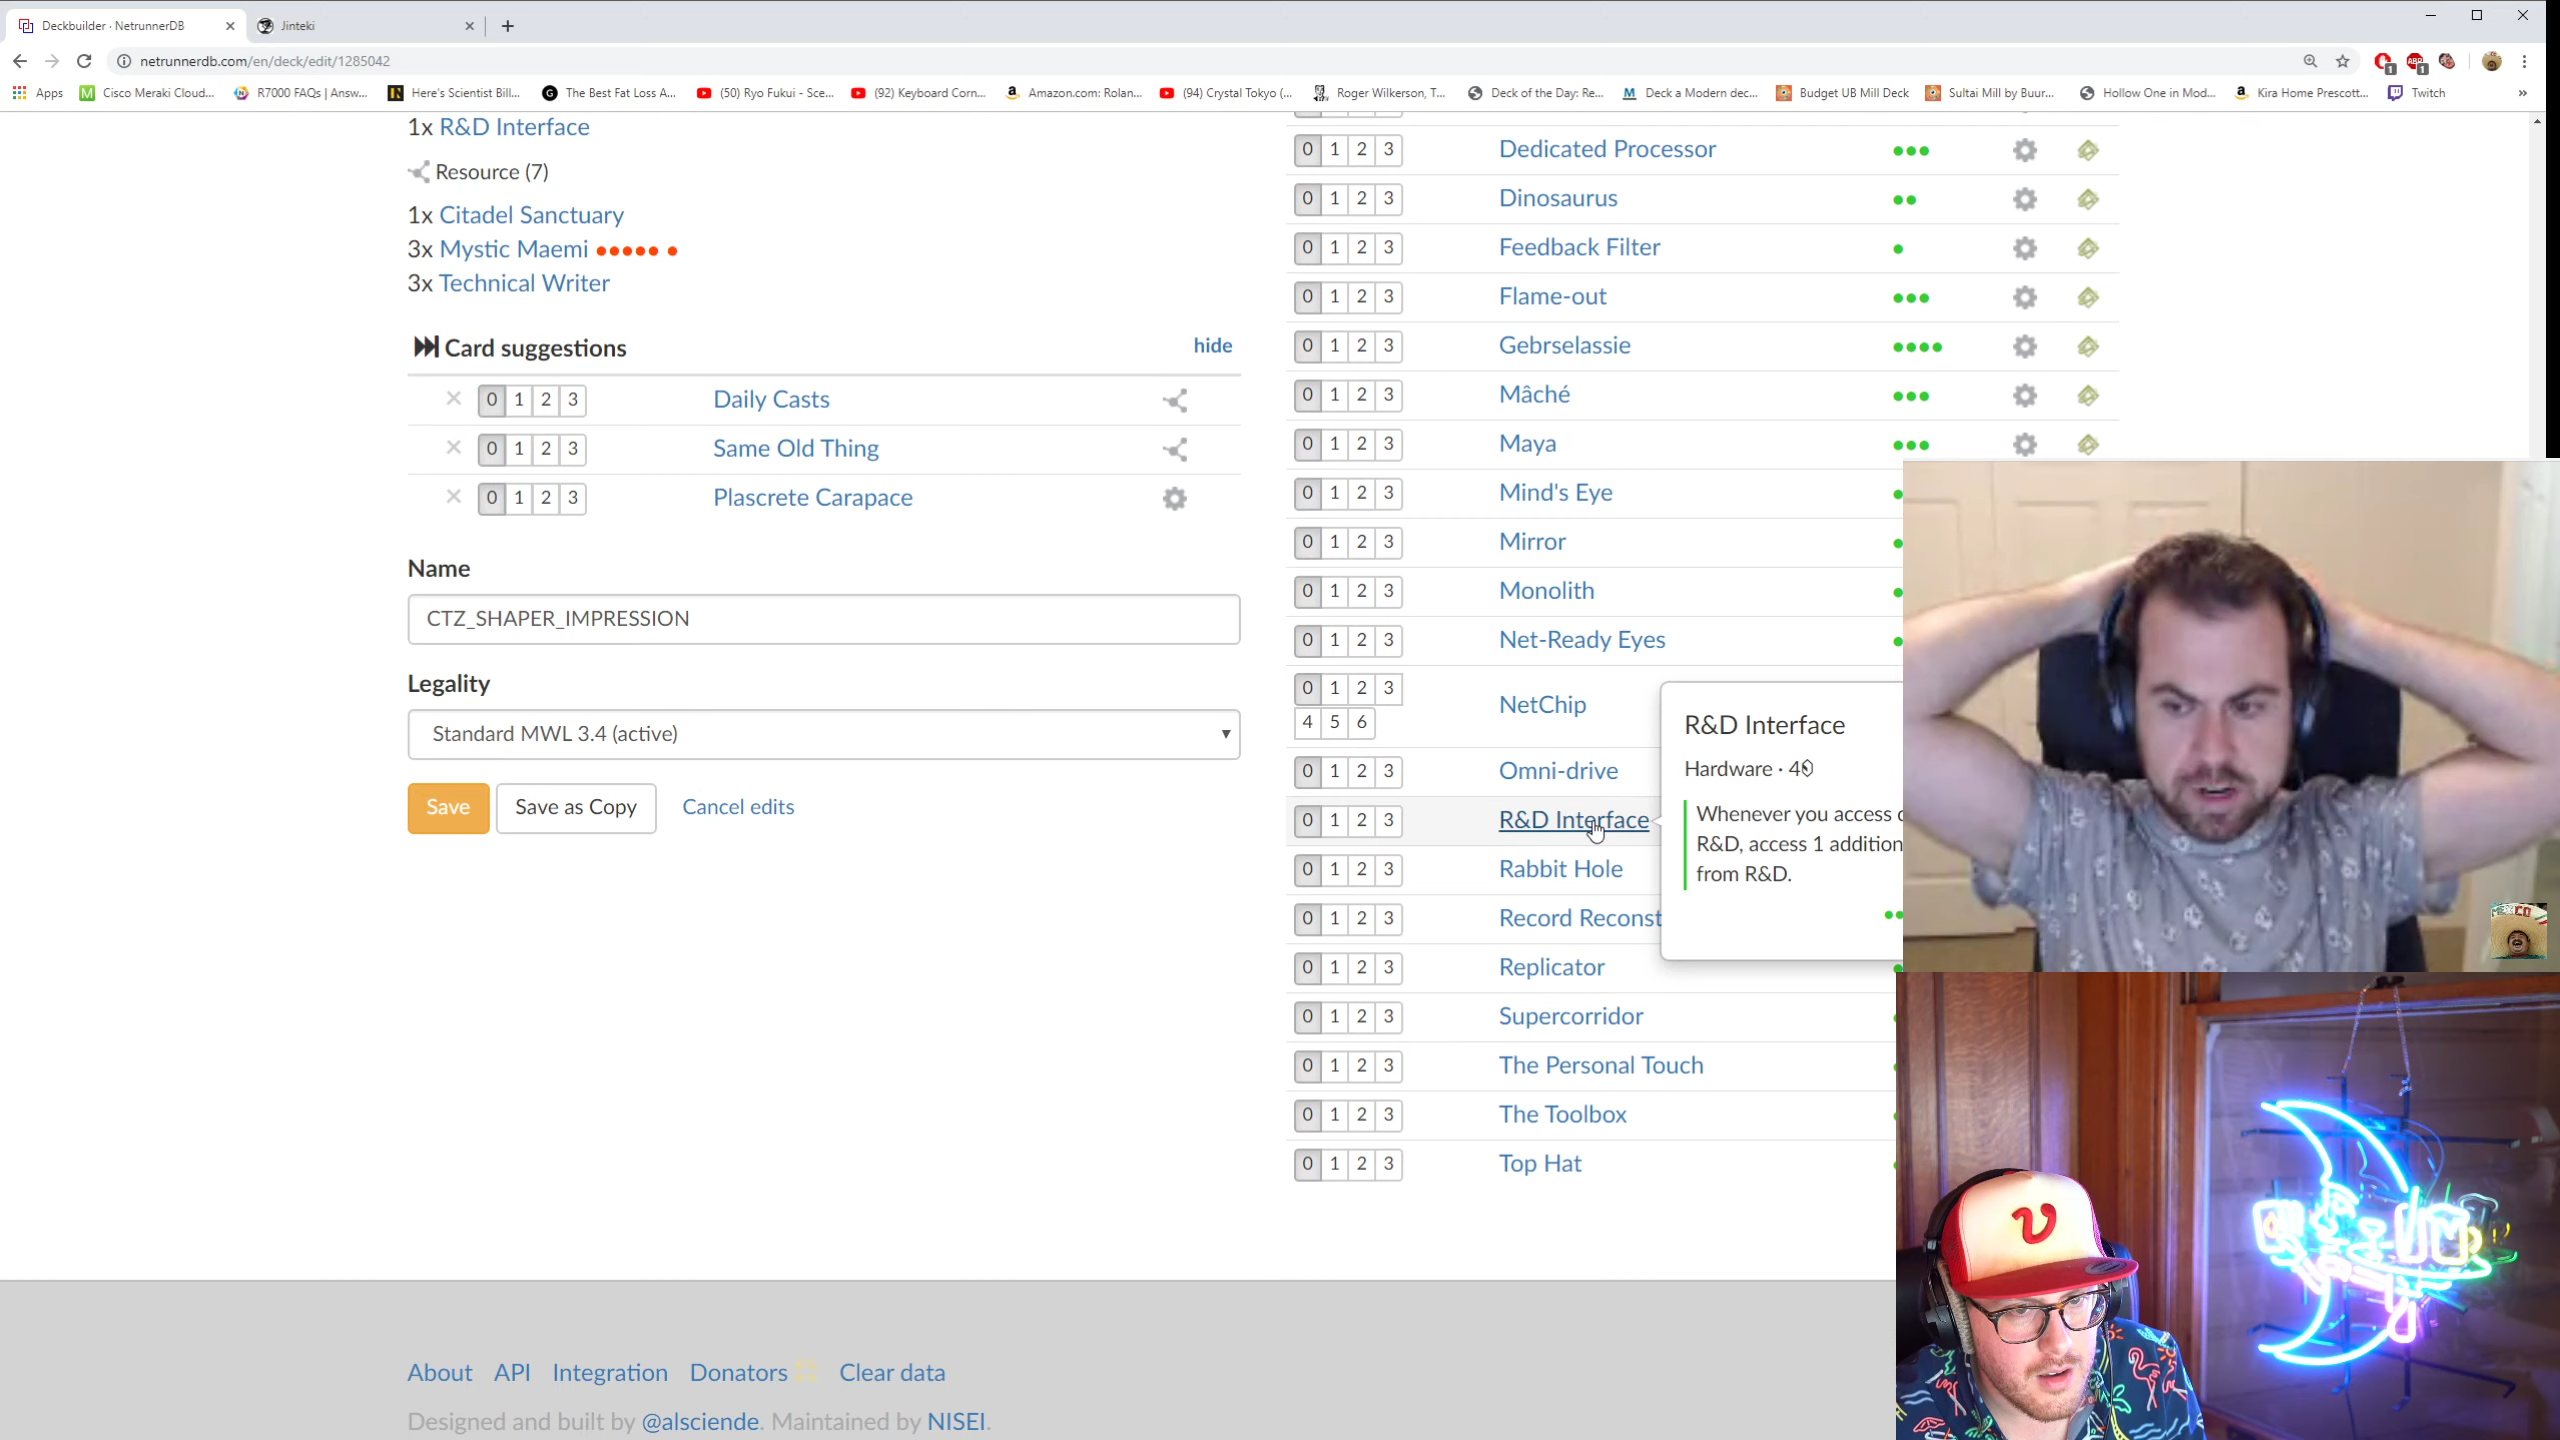 Deckbuilder · NetrunnerDB
Jinteki
netrunnerdb.com/en/deck/edit/1285042
Apps
Cisco Meraki Cloud...
R7000 FAQs | Answ...
Here's Scientist Bill...
The Best Fat Loss A...
(50) Ryo Fukui - Sce...
(92) Keyboard Corn...
Amazon.com: Rolan...
(94) Crystal Tokyo (...
Roger Wilkerson, T...
Deck of the Day: Re...
Deck a Modern dec...
Budget UB Mill Deck
Sultai Mill by Buur...
Hollow One in Mod...
Kira Home Prescott...
Twitch
»
1x R&D Interface
Resource (7)
1x Citadel Sanctuary
3x Mystic Maemi
3x Technical Writer
Card suggestions
hide
0 1 2 3 Daily Casts
0 1 2 3 Same Old Thing
0 1 2 3 Plascrete Carapace
Name
CTZ_SHAPER_IMPRESSION
Legality
Standard MWL 3.4 (active)
Save
Save as Copy
Cancel edits
0 1 2 3 Dedicated Processor
0 1 2 3 Dinosaurus
0 1 2 3 Feedback Filter
0 1 2 3 Flame-out
0 1 2 3 Gebrselassie
0 1 2 3 Mâché
0 1 2 3 Maya
0 1 2 3 Mind's Eye
0 1 2 3 Mirror
0 1 2 3 Monolith
0 1 2 3 Net-Ready Eyes
0 1 2 3 NetChip
4 5 6
0 1 2 3 Omni-drive
0 1 2 3 R&D Interface
0 1 2 3 Rabbit Hole
0 1 2 3 Record Reconst
0 1 2 3 Replicator
0 1 2 3 Supercorridor
0 1 2 3 The Personal Touch
0 1 2 3 The Toolbox
0 1 2 3 Top Hat
R&D Interface
Hardware · 4
Whenever you access c
R&D, access 1 addition
from R&D.
MEXICO
About
API
Integration
Donators
Clear data
Designed and built by @alsciende. Maintained by NISEI.